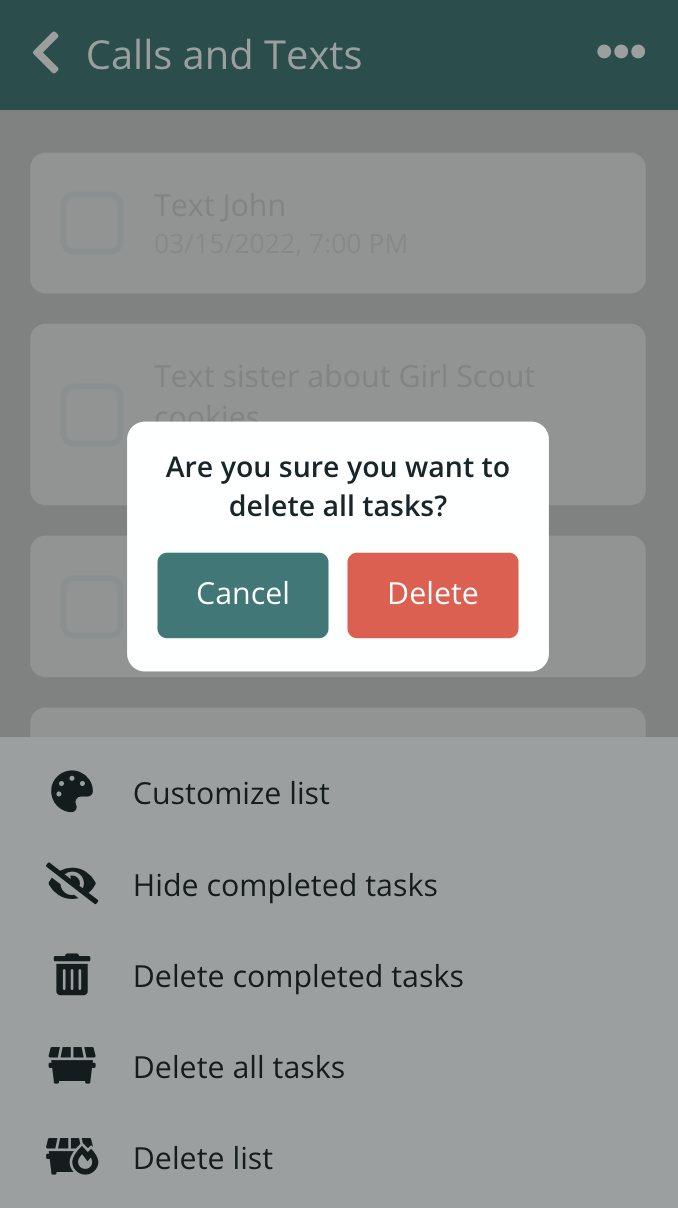 Calls and Texts
Text John
03/15/2022, 7:00 PM
Text sister about Girl Scout
cookies
Are you sure you want to
delete all tasks?
Cancel
Delete
Customize list
Hide completed tasks
Delete completed tasks
Delete all tasks
Delete list